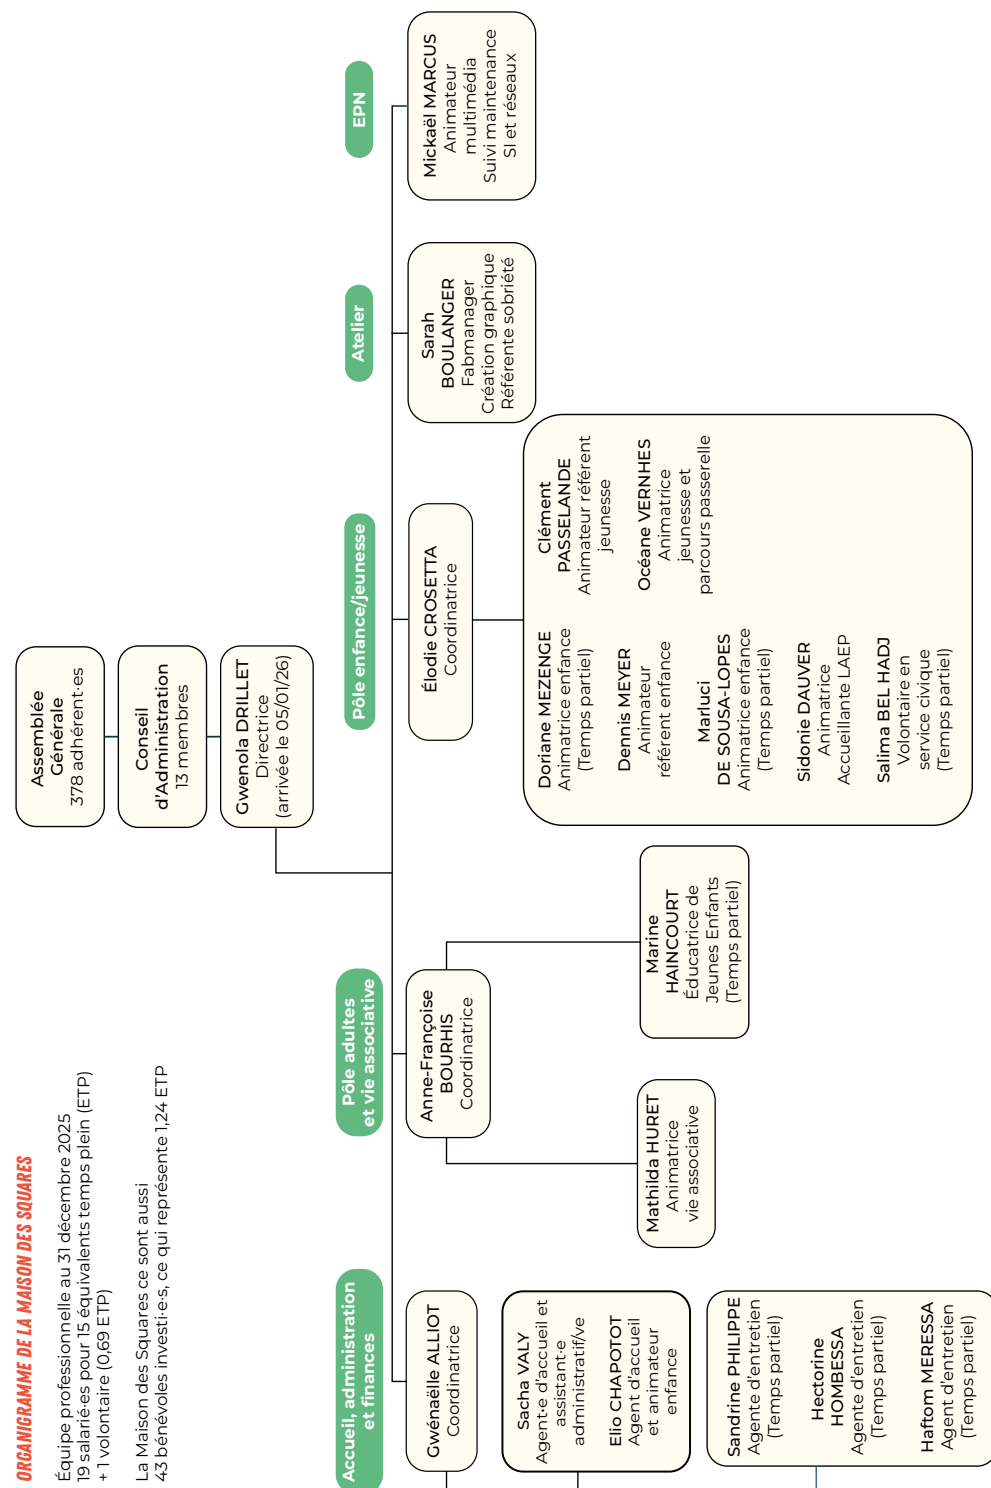 ORGANIGRAMME DE LA MAISON DES SQUARES
Équipe professionnelle au 31 décembre 2025
19 salarié·es pour 15 équivalents temps plein (ETP)
+ 1 volontaire (0,69 ETP)
La Maison des Squares ce sont aussi
43 bénévoles investi·e·s, ce qui représente 1,24 ETP
Assemblée
Générale
378 adhérent·es
Conseil
d'Administration
13 membres
Gwenola DRILLET
Directrice
(arrivée le 05/01/26)
Accueil, administration
et finances
Gwénaëlle ALLIOT
Coordinatrice
Sacha VALY
Agent·e d'accueil et
assistant·e
administratif/ve
Elio CHAPOTOT
Agent d'accueil
et animateur
enfance
Sandrine PHILIPPE
Agente d'entretien
(Temps partiel)
Hectorine
HOMBESSA
Agente d'entretien
(Temps partiel)
Haftom MERESSA
Agent d'entretien
(Temps partiel)
Pôle adultes
et vie associative
Anne-Françoise
BOURHIS
Coordinatrice
Mathilda HURET
Animatrice
vie associative
Marine
HAINCOURT
Éducatrice de
Jeunes Enfants
(Temps partiel)
Pôle enfance/jeunesse
Élodie CROSETTA
Coordinatrice
Doriane MEZENGE
Animatrice enfance
(Temps partiel)
Dennis MEYER
Animateur
référent enfance
Marluci
DE SOUSA-LOPES
Animatrice enfance
(Temps partiel)
Sidonie DAUVER
Animatrice
Accueillante LAEP
Salima BEL HADJ
Volontaire en
service civique
(Temps partiel)
Clément
PASSELANDE
Animateur référent
jeunesse
Océane VERNHES
Animatrice
jeunesse et
parcours passerelle
Atelier
Sarah
BOULANGER
Fabmanager
Création graphique
Référente sobriété
EPN
Mickaël MARCUS
Animateur
multimédia
Suivi maintenance
SI et réseaux